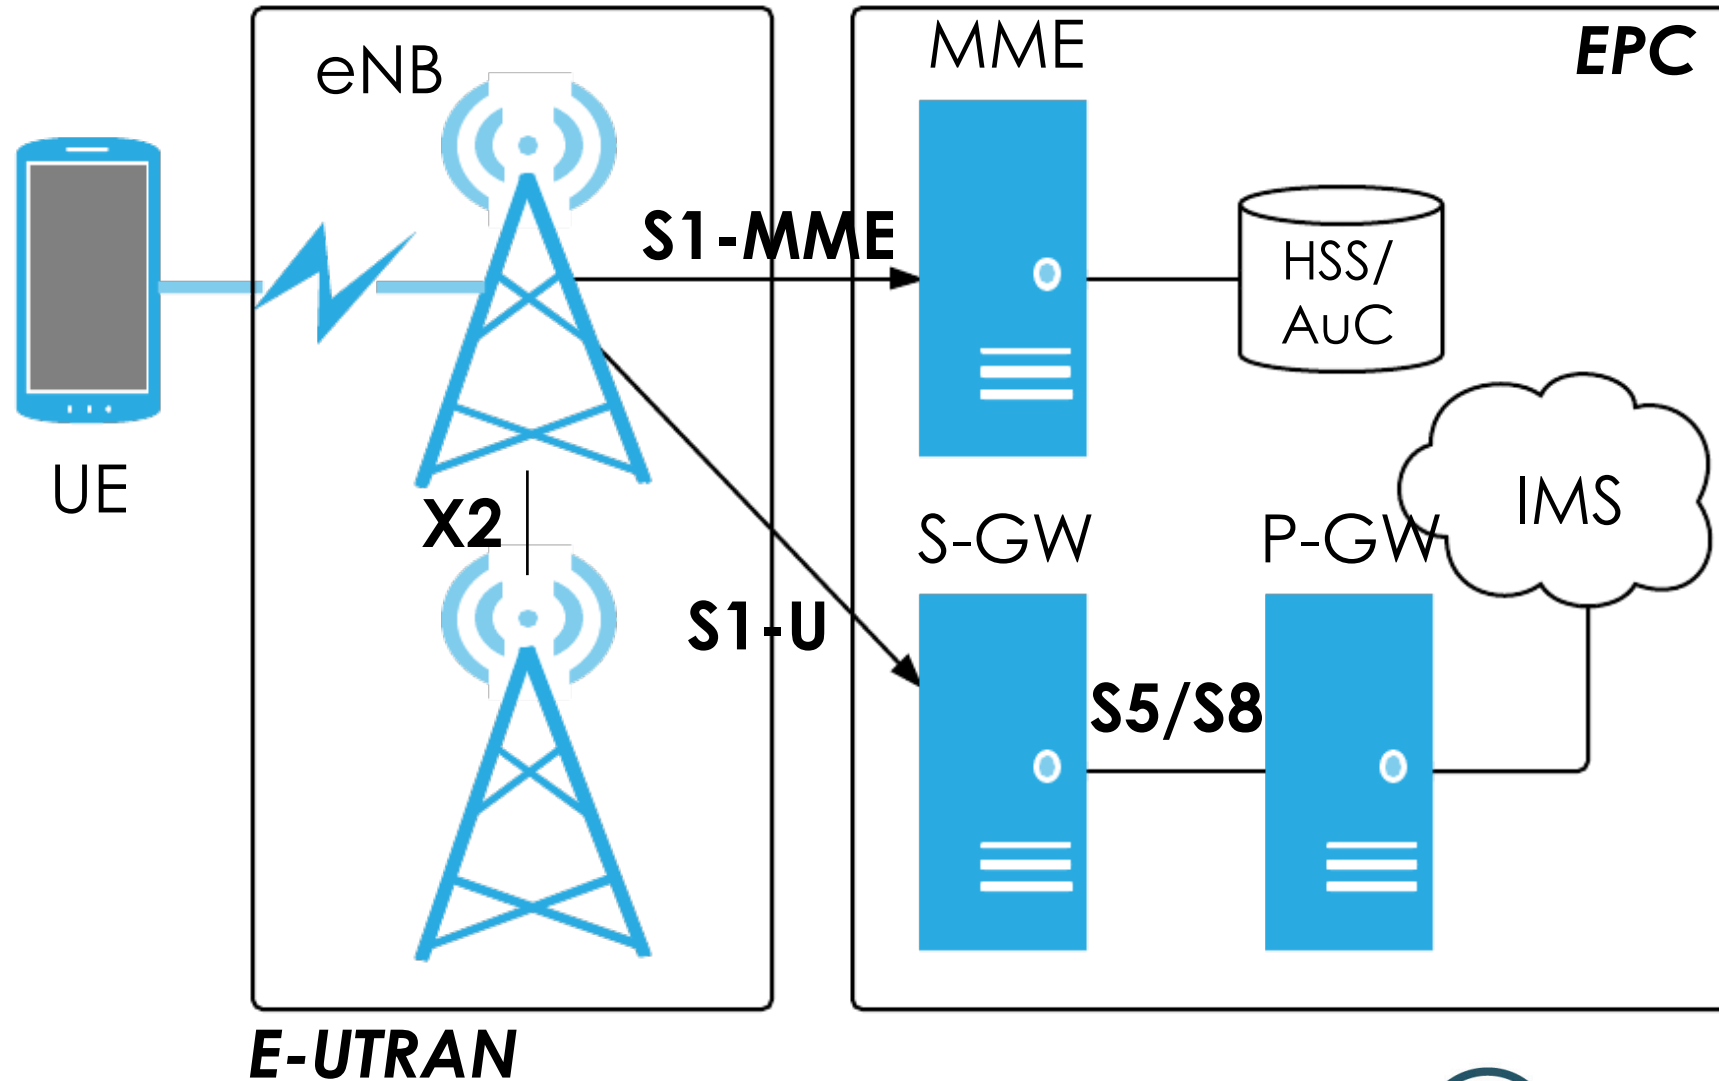 eNB
MME
EPC
S1-MME
HSS/
AuC
UE
X2
S-GW
P-GW
IMS
S1-U
S5/S8
E-UTRAN